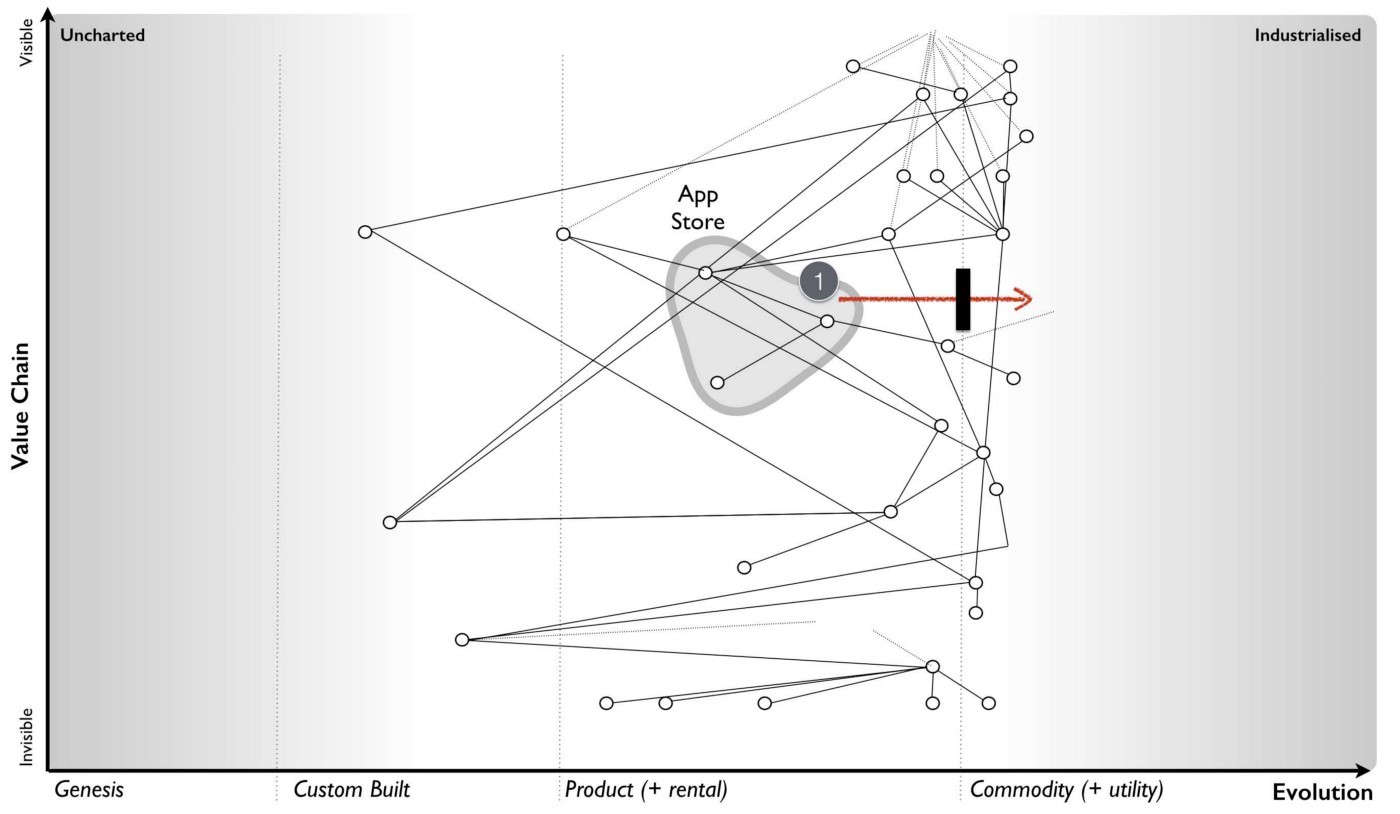 Visible
Uncharted
Industrialised
App
Store
1
Value Chain
Invisible
Genesis
Custom Built
Product (+ rental)
Commodity (+ utility)
Evolution